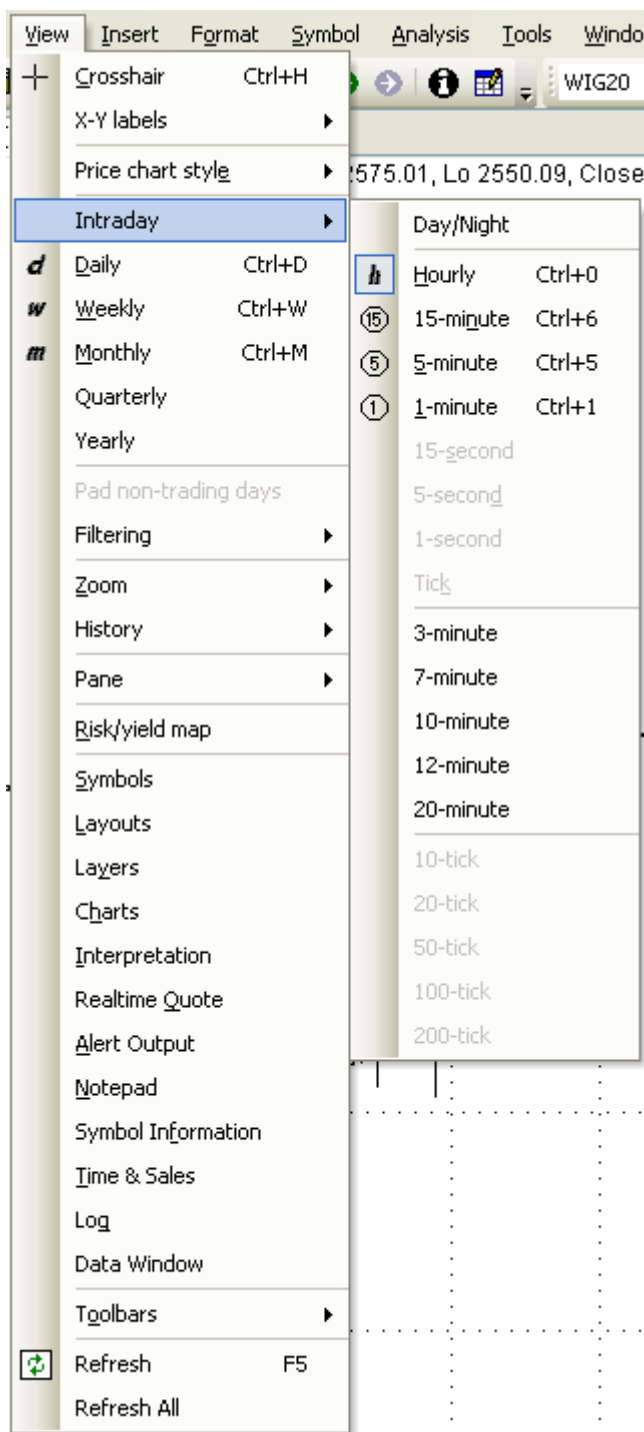 View Insert Format Symbol Analysis Tools Windo
Crosshair Ctrl+H
WIG20
X-Y labels
Price chart style
2575.01, Lo 2550.09, Close
Intraday
Daily Ctrl+D
Weekly Ctrl+W
Monthly Ctrl+M
Quarterly
Yearly
Pad non-trading days
Filtering
Zoom
History
Pane
Risk/yield map
Symbols
Layouts
Layers
Charts
Interpretation
Realtime Quote
Alert Output
Notepad
Symbol Information
Time & Sales
Log
Data Window
Toolbars
Refresh F5
Refresh All
Day/Night
h Hourly Ctrl+0
15 15-minute Ctrl+6
5 5-minute Ctrl+5
1 1-minute Ctrl+1
15-second
5-second
1-second
Tick
3-minute
7-minute
10-minute
12-minute
20-minute
10-tick
20-tick
50-tick
100-tick
200-tick